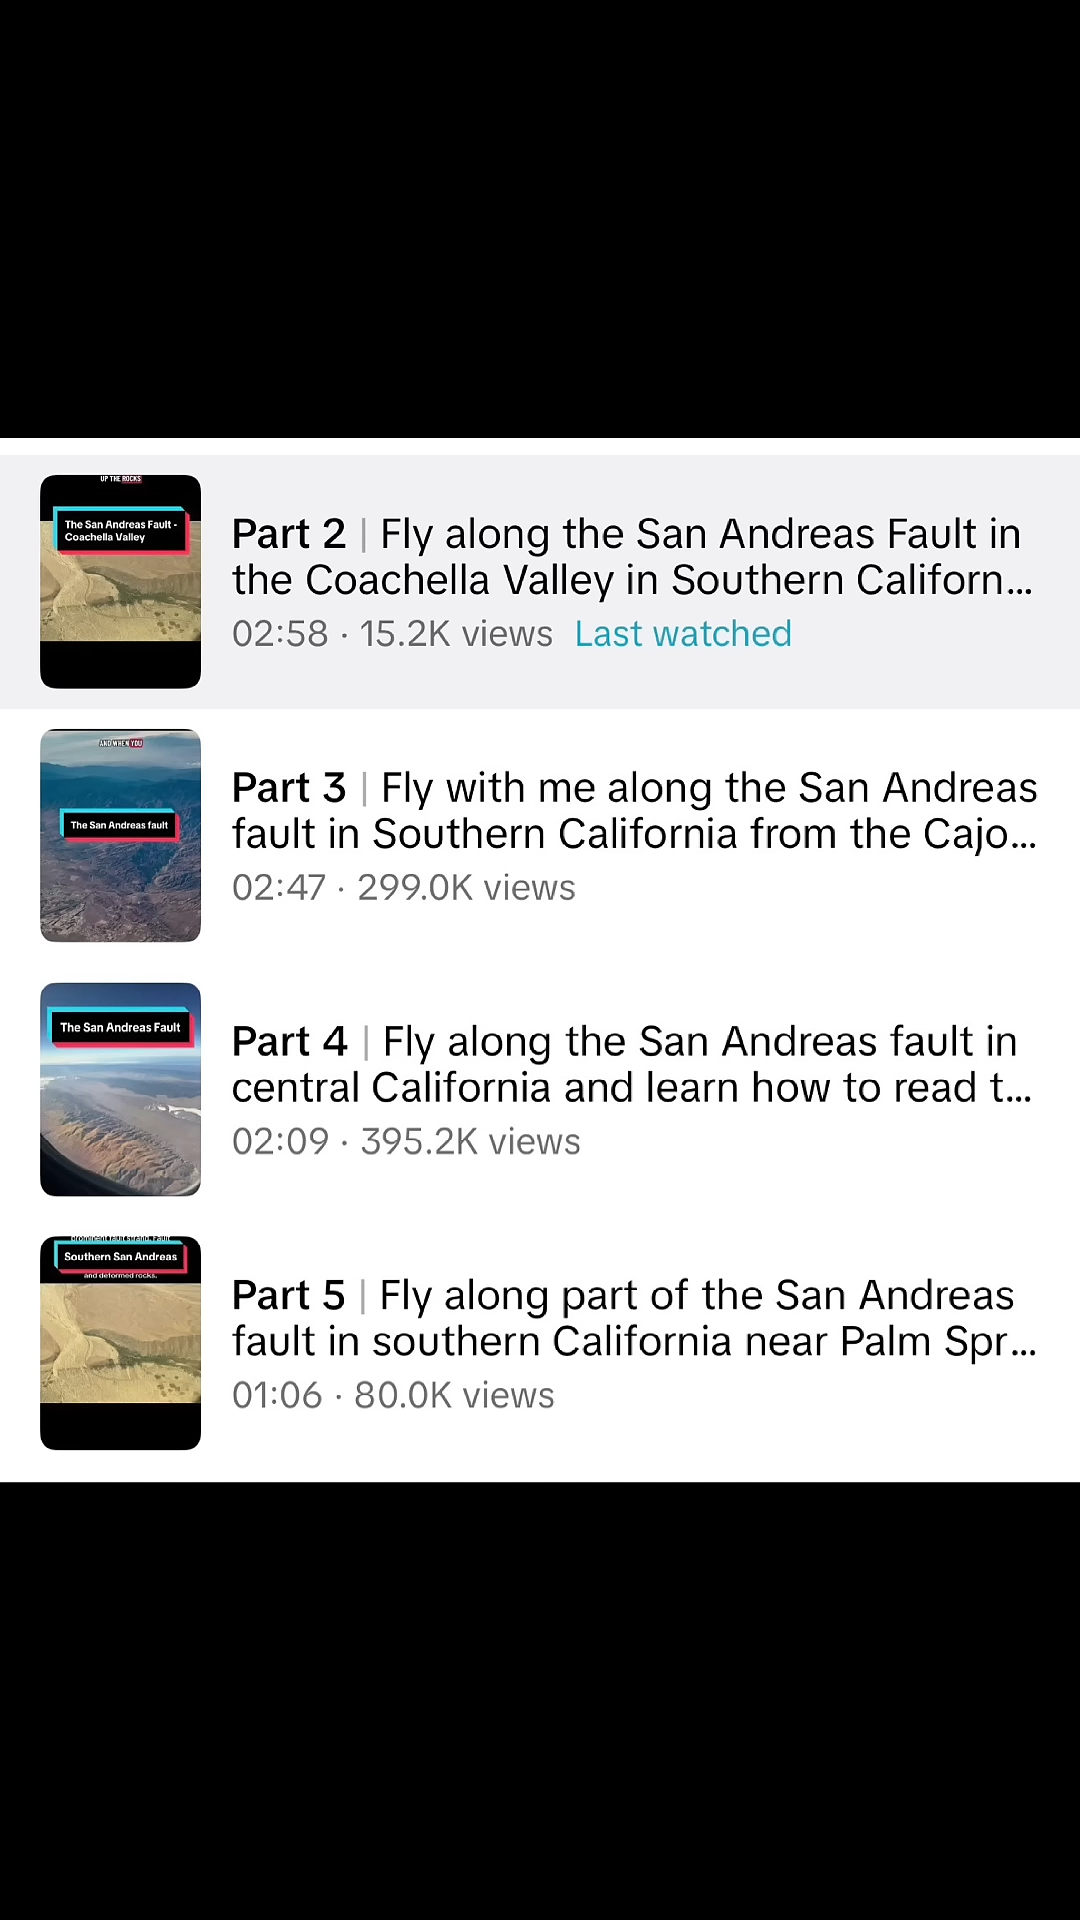 UP THE ROCKS
The San Andreas Fault -
Coachella Valley
Part 2 | Fly along the San Andreas Fault in
the Coachella Valley in Southern Californ...
02:58 · 15.2K views Last watched
AND WHEN YOU
The San Andreas fault
Part 3 | Fly with me along the San Andreas
fault in Southern California from the Cajo...
02:47 · 299.0K views
The San Andreas Fault
Part 4 | Fly along the San Andreas fault in
central California and learn how to read t...
02:09 · 395.2K views
prominent fault strand. Fault
Southern San Andreas
and deformed rocks.
Part 5 | Fly along part of the San Andreas
fault in southern California near Palm Spr...
01:06 · 80.0K views